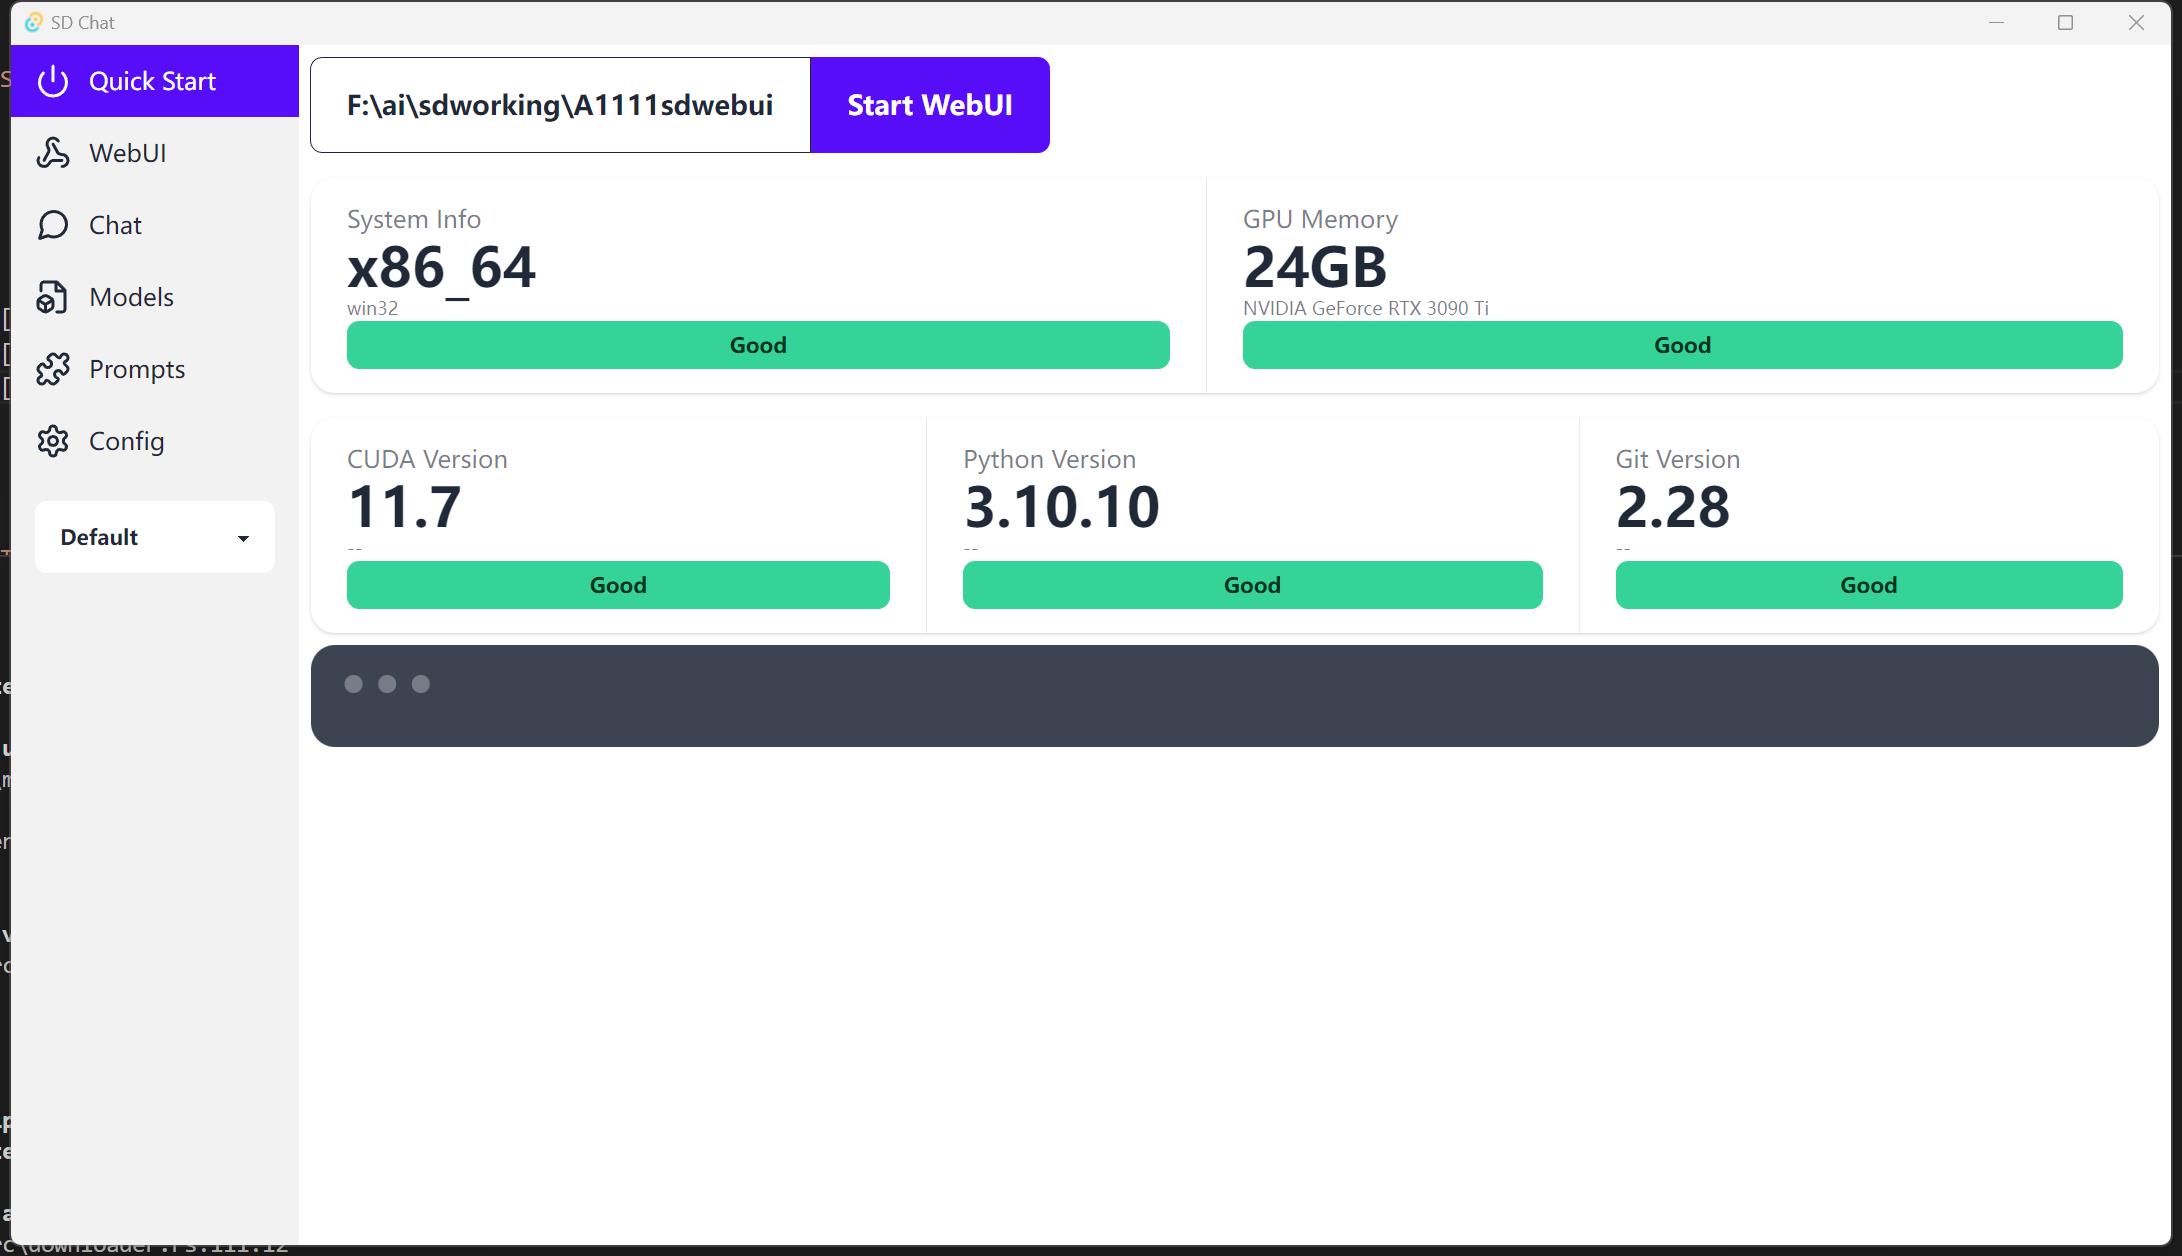 SD Chat
Quick Start
WebUI
Chat
Models
Prompts
Config
Default
F:\ai\sdworking\A1111sdwebui
Start WebUI
System Info
x86_64
win32
Good
GPU Memory
24GB
NVIDIA GeForce RTX 3090 Ti
Good
CUDA Version
11.7
--
Good
Python Version
3.10.10
--
Good
Git Version
2.28
--
Good